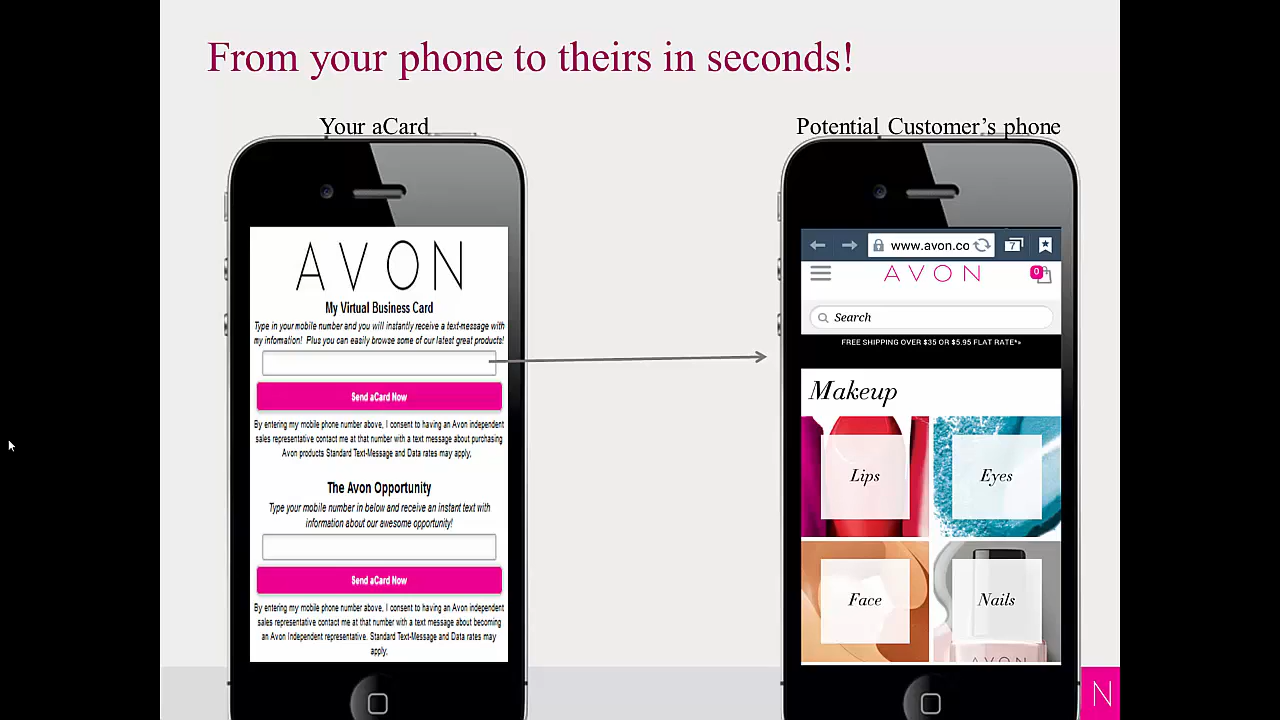 From your phone to theirs in seconds!
Your aCard
AVON
My Virtual Business Card
Type in your mobile number and you will instantly receive a text-message with
my infomation! Plus you can easily browse some of our latest great products!
Send aCard Now
By entering my mobile phone number above, I consent to having an Avon independent
sales representative contact me at that number with a text message about purchasing
Avon products Standard Text-Message and Data rates may apply,
The Avon Opportunity
Type your mobile number in below and receive an instant text with
information about our awesome opportunity!
Send aCard Now
By entering my mobile phone number above, I consent to having an Avon independent
sales representative contact me at that number with a text message about becoming
an Avon Independent representative. Standard Text-Message and Data rates may
apply,
Potential Customer's phone
www.avon.co
7
AVON
0
Search
FREE SHIPPING OVER $35 OR $5.95 FLAT RATE*»
Makeup
Lips
Eyes
Face
Nails
AVON
N